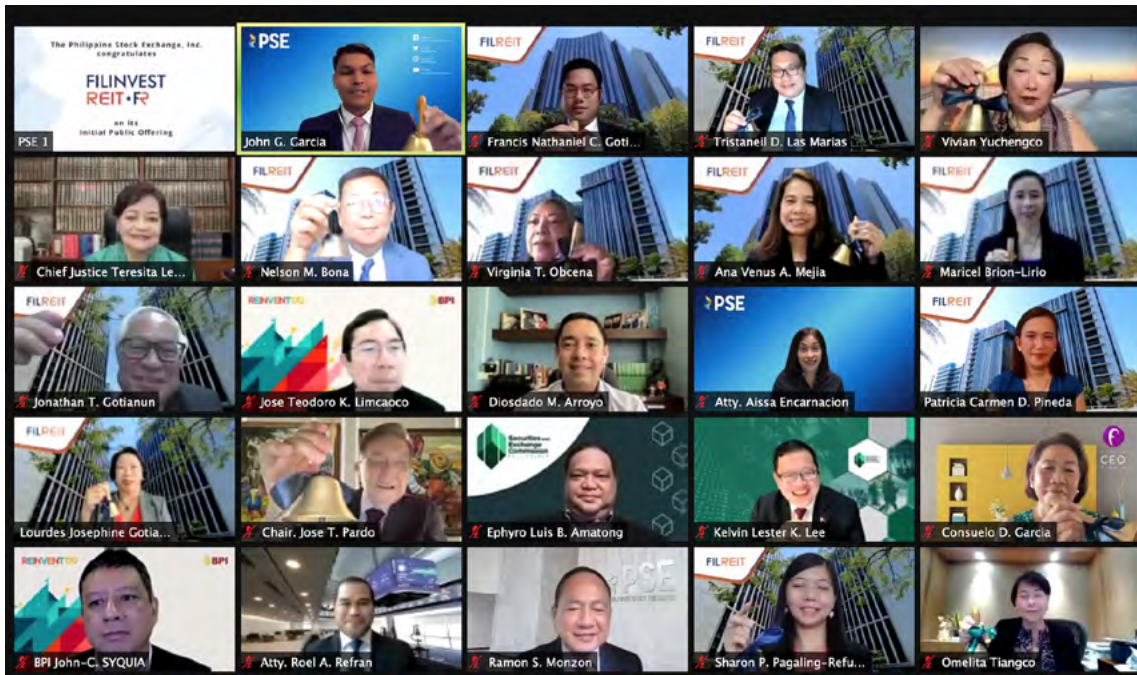 The Philippine Stock Exchange, Inc.
congratulates
FILINVEST
REIT•FR
on its
Initial Public Offering
PSE 1
PSE
John G. Garcia
FILREIT
Francis Nathaniel C. Goti...
FILREIT
Tristaneil D. Las Marias
Vivian Yuchengco
Chief Justice Teresita Le...
FILREIT
Nelson M. Bona
FILREIT
Virginia T. Obcena
FILREIT
Ana Venus A. Mejia
FILREIT
Maricel Brion-Lirio
Jonathan T. Gotianun
REINVENT
BPI
Jose Teodoro K. Limcaoco
Diosdado M. Arroyo
PSE
Atty. Aissa Encarnacion
FILREIT
Patricia Carmen D. Pineda
FILREIT
Lourdes Josephine Gotia...
Chair. Jose T. Pardo
Securities and
Exchange
Commission
PHILIPPINES
Ephyro Luis B. Amatong
Kelvin Lester K. Lee
CEO
Consuelo D. Garcia
REINVENT
BPI
BPI John-C. SYQUIA
Atty. Roel A. Refran
PSE
Ramon S. Monzon
FILREIT
Sharon P. Pagaling-Refu...
Omelita Tiangco